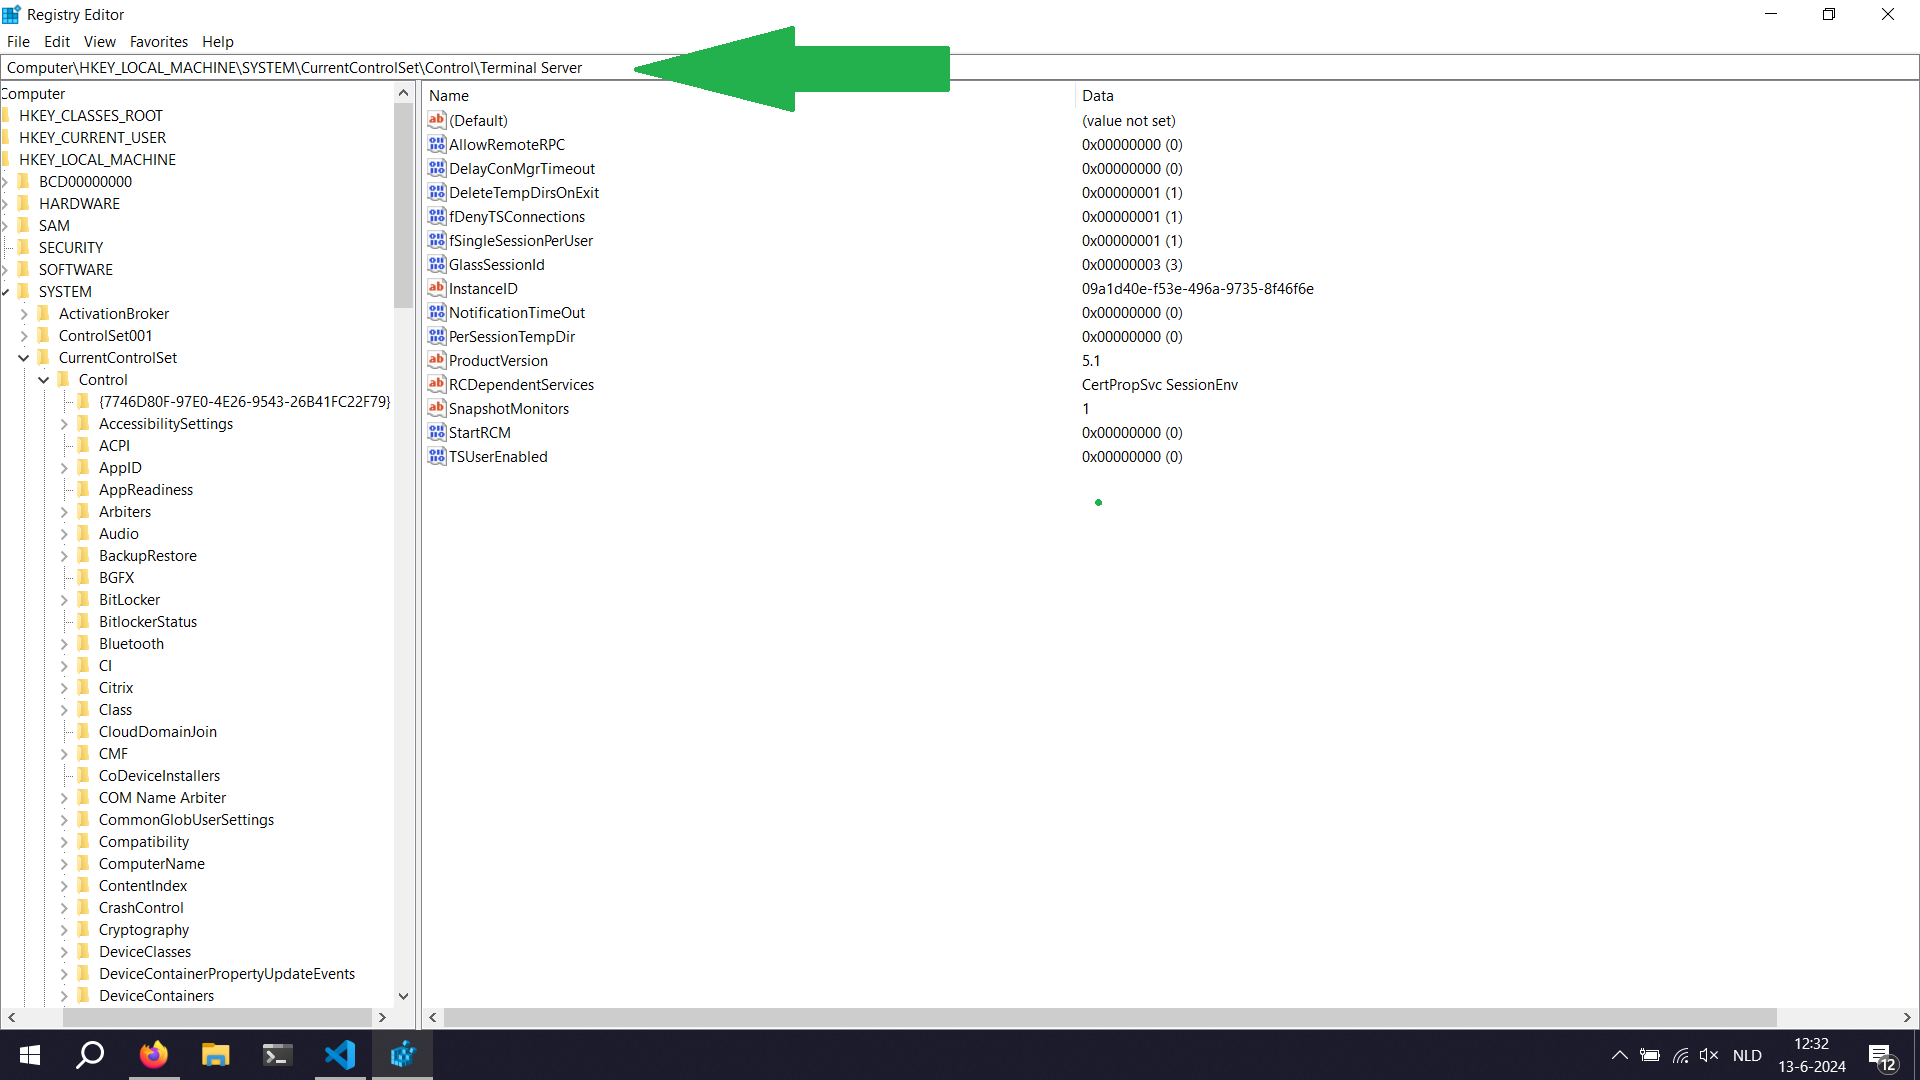 Registry Editor
File Edit View Favorites Help
Computer\HKEY_LOCAL_MACHINE\SYSTEM\CurrentControlSet\Control\Terminal Server
Computer
HKEY_CLASSES_ROOT
HKEY_CURRENT_USER
HKEY_LOCAL_MACHINE
BCD00000000
HARDWARE
SAM
SECURITY
SOFTWARE
SYSTEM
ActivationBroker
ControlSet001
CurrentControlSet
Control
{7746D80F-97E0-4E26-9543-26B41FC22F79}
AccessibilitySettings
ACPI
AppID
AppReadiness
Arbiters
Audio
BackupRestore
BGFX
BitLocker
BitlockerStatus
Bluetooth
CI
Citrix
Class
CloudDomainJoin
CMF
CoDeviceInstallers
COM Name Arbiter
CommonGlobUserSettings
Compatibility
ComputerName
ContentIndex
CrashControl
Cryptography
DeviceClasses
DeviceContainerPropertyUpdateEvents
DeviceContainers
Name Data
(Default) (value not set)
AllowRemoteRPC 0x00000000 (0)
DelayConMgrTimeout 0x00000000 (0)
DeleteTempDirsOnExit 0x00000001 (1)
fDenyTSConnections 0x00000001 (1)
fSingleSessionPerUser 0x00000001 (1)
GlassSessionId 0x00000003 (3)
InstanceID 09a1d40e-f53e-496a-9735-8f46f6e
NotificationTimeOut 0x00000000 (0)
PerSessionTempDir 0x00000000 (0)
ProductVersion 5.1
RCDependentServices CertPropSvc SessionEnv
SnapshotMonitors 1
StartRCM 0x00000000 (0)
TSUserEnabled 0x00000000 (0)
NLD
12:32
13-6-2024
12